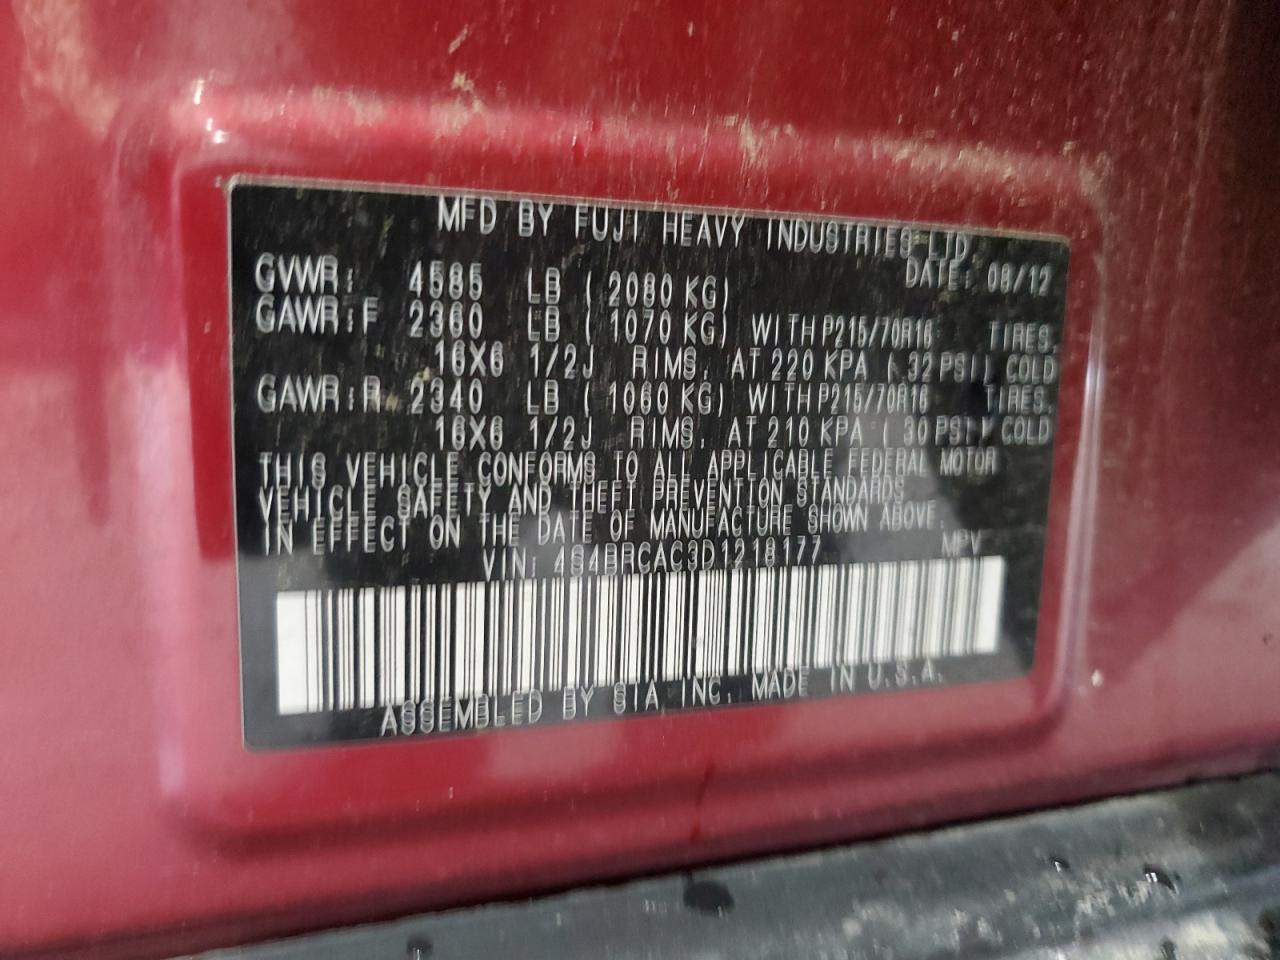 MFD BY FUJI HEAVY INDUSTRIES LTD.
DATE: 08/12
GVWR: 4585 LB ( 2080 KG)
GAWR:F 2360 LB ( 1070 KG) WITH P215/70R16 TIRES,
16X6 1/2J RIMS, AT 220 KPA ( 32 PSI) COLD
GAWR:R 2340 LB ( 1060 KG) WITH P215/70R16 TIRES,
16X6 1/2J RIMS, AT 210 KPA ( 30 PSI) COLD
THIS VEHICLE CONFORMS TO ALL APPLICABLE FEDERAL MOTOR
VEHICLE SAFETY AND THEFT PREVENTION STANDARDS
IN EFFECT ON THE DATE OF MANUFACTURE SHOWN ABOVE.
VIN: 4S4BRCAC3D1218177 MPV
ASSEMBLED BY SIA, INC. MADE IN U.S.A.